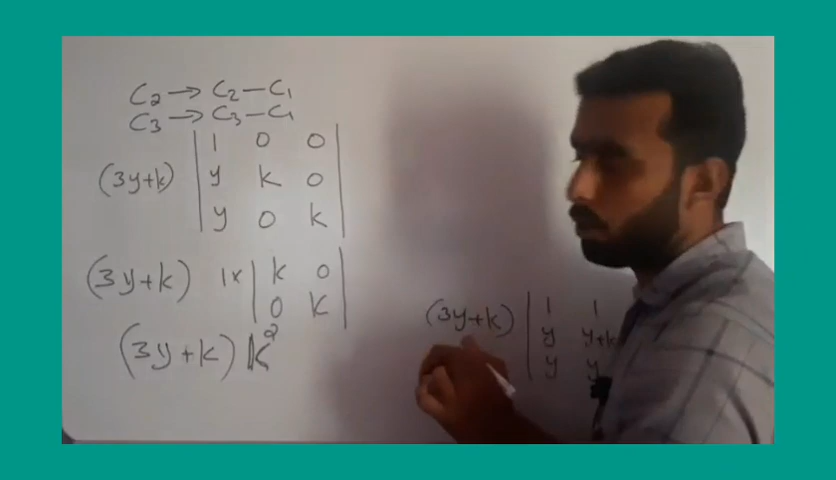 C₂ → C₂ – C₁
C₃ → C₃ – C₁
(3y+k) | 1 0 0 |
| y k 0 |
| y 0 k |
(3y+k) 1× | k 0 |
| 0 k |
(3y+k) k²
(3y+k) | 1 1
| y y+k
| y y